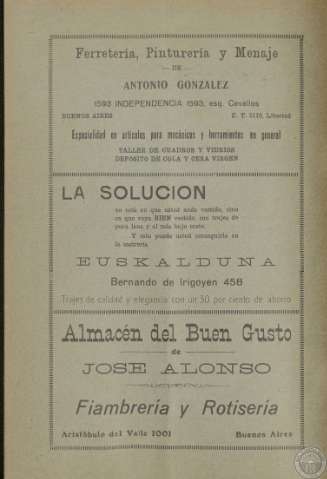 Ferretería, Pinturería y Menaje
— DE —
ANTONIO GONZALEZ
1593 INDEPENDENCIA 1593, esq. Cevallos
BUENOS AIRES
Libertad
Especialidad en artículos para mecánicos y herramientas en general
TALLER DE CUADROS Y VIDRIOS
DEPOSITO DE COLA Y CERA VIRGEN
LA SOLUCION
no está en que usted ande vestido, sino
en que vaya BIEN vestido, con trajes de
pura lana y al más bajo costo.
Y esto puede usted conseguirlo en
la sastrería
EUSKALDUNA
Bernardo de Irigoyen 458
Trajes de calidad y elegancia con un 30 por ciento de ahorro
Almacén del Buen Gusto
de
JOSE ALONSO
Fiambrería y Rotisería
Aristóbulo del Valle 1001
Buenos Aires